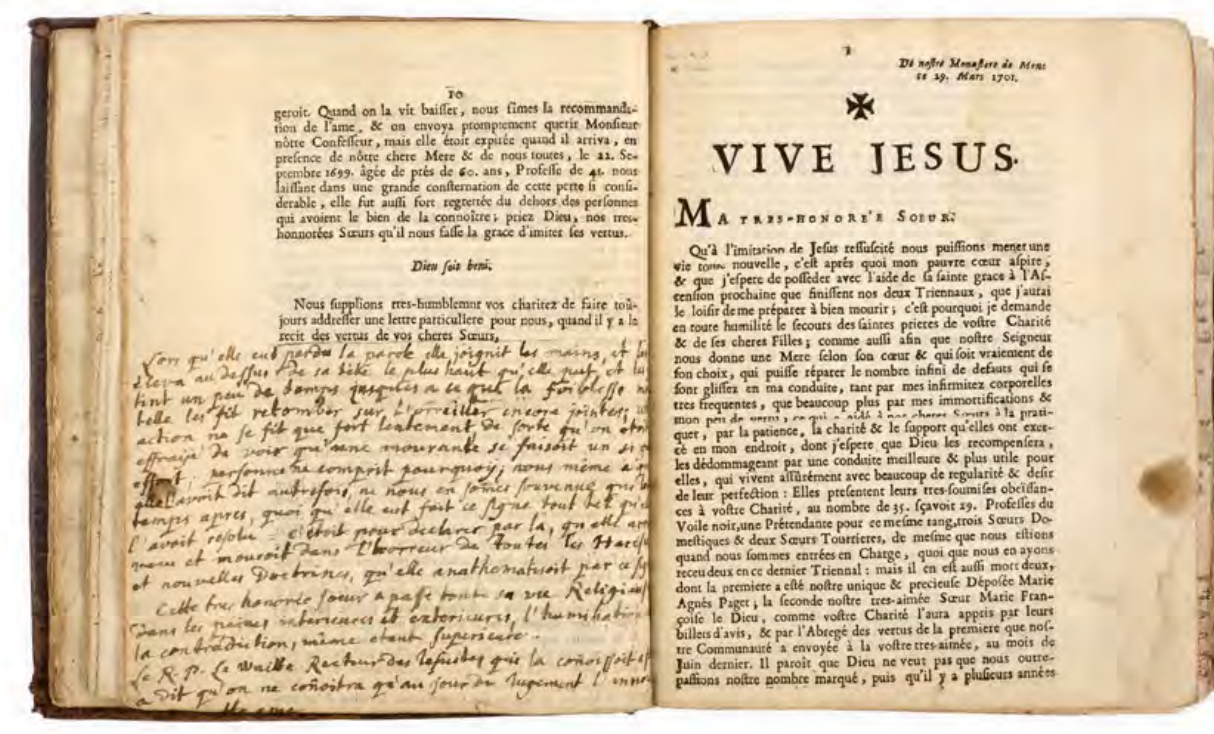 10
geroit. Quand on la vit baiſſer, nous fîmes la recommanda-
tion de l'ame, & on envoya promptement querir Monſieur
nôtre Confeſſeur, mais elle étoit expirée quand il arriva, en
preſence de nôtre chere Mere & de nous toutes, le 22. Se-
ptembre 1699. âgée de prés de 60. ans, Profeſſe de 41. nous
laiſſant dans une grande conſternation de cette perte ſi conſi-
derable, elle fut auſſi fort regrettée du dehors des perſonnes
qui avoient le bien de la connoître; priez Dieu, nos tres-
honnorées Sœurs qu'il nous faſſe la grace d'imiter ſes vertus.
Dieu ſoit beni.
Nous ſupplions tres-humblemnt vos charitez de faire toû-
jours addreſſer une lettre particuliere pour nous, quand il y a le
recit des vertus de vos cheres Sœurs,
Lors qu'elle eut perdu la parole elle joignit les mains, et les
éleva au dessus de sa tête le plus haut qu'elle put, et les
tint un peu de temps jusques a ce que la foiblesse
les fit retomber sur l'orreiller encore jointes;
action ne se fit que fort lentement de sorte qu'on etoit
effraijé de voir qu'une mourante se faisoit un si
effort personne ne comprit pourquoy; nous même a
l'avoit dit autrefois, ne nous en somes souvenue que
temps apres, quoi qu'elle eut fait ce signe tout tel qu'
l'avoit resolu c'étoit pour declarer par la, qu'elle
et mouroit dans l'horreur de toutes les
et nouvelles Doctrines, qu'elle anathematisoit par ce
Cette tres honorée soeur a passé toute sa vie Religieuse
dans les peines interieures et exterieures, l'humiliation
la contradiction, même etant superieure.
Le R. P. Le Recteur des Jesuites qui la
a dit qu'on ne conoitra qu'au jour du Jugement
1
De noſtre Monaſtere de Mons
ce 29. Mars 1701.
VIVE JESUS.
MA TRES-HONORE'E SOEUR.
Qu'à l'imitation de Jeſus reſſuſcité nous puiſſions mener une
vie toute nouvelle, c'eſt aprés quoi mon pauvre cœur aſpire,
& que j'eſpere de poſſeder avec l'aide de ſa ſainte grace à l'Aſ-
cenſion prochaine que finiſſent nos deux Triennaux, que j'aurai
le loiſir de me préparer à bien mourir; c'eſt pourquoi je demande
en toute humilité le ſecours des ſaintes prieres de voſtre Charité
& de ſes cheres Filles; comme auſſi afin que noſtre Seigneur
nous donne une Mere ſelon ſon cœur & qui ſoit vraiement de
ſon choix, qui puiſſe réparer le nombre infini de defauts qui ſe
ſont gliſſez en ma conduite, tant par mes infirmitez corporelles
tres frequentes, que beaucoup plus par mes immortifications &
mon peu de vertu, ce qui a aidé à nos cheres Sœurs à la prati-
quer, par la patience, la charité & le ſupport qu'elles ont exer-
cé en mon endroit, dont j'eſpere que Dieu les recompenſera,
les dédommageant par une conduite meilleure & plus utile pour
elles, qui vivent aſſûrément avec beaucoup de regularité & deſir
de leur perfection: Elles preſentent leurs tres-ſoumiſes obeïſſan-
ces à voſtre Charité, au nombre de 35. ſçavoir 29. Profeſſes du
Voile noir, une Prétendante pour ce meſme rang, trois Sœurs Do-
meſtiques & deux Sœurs Tourrieres, de meſme que nous eſtions
quand nous ſommes entrées en Charge, quoi que nous en ayons
receu deux en ce dernier Triennal: mais il en eſt auſſi mort deux,
dont la premiere a eſté noſtre unique & precieuſe Dépoſée Marie
Agnés Paget; la ſeconde noſtre tres-aimée Sœur Marie Fran-
çoiſe le Dieu, comme voſtre Charité l'aura appris par leurs
billets d'avis, & par l'Abregé des vertus de la premiere que noſ-
tre Communauté a envoyée à la voſtre tres-aimée, au mois de
Juin dernier. Il paroît que Dieu ne veut pas que nous outre-
paſſions noſtre nombre marqué, puis qu'il y a pluſieurs années